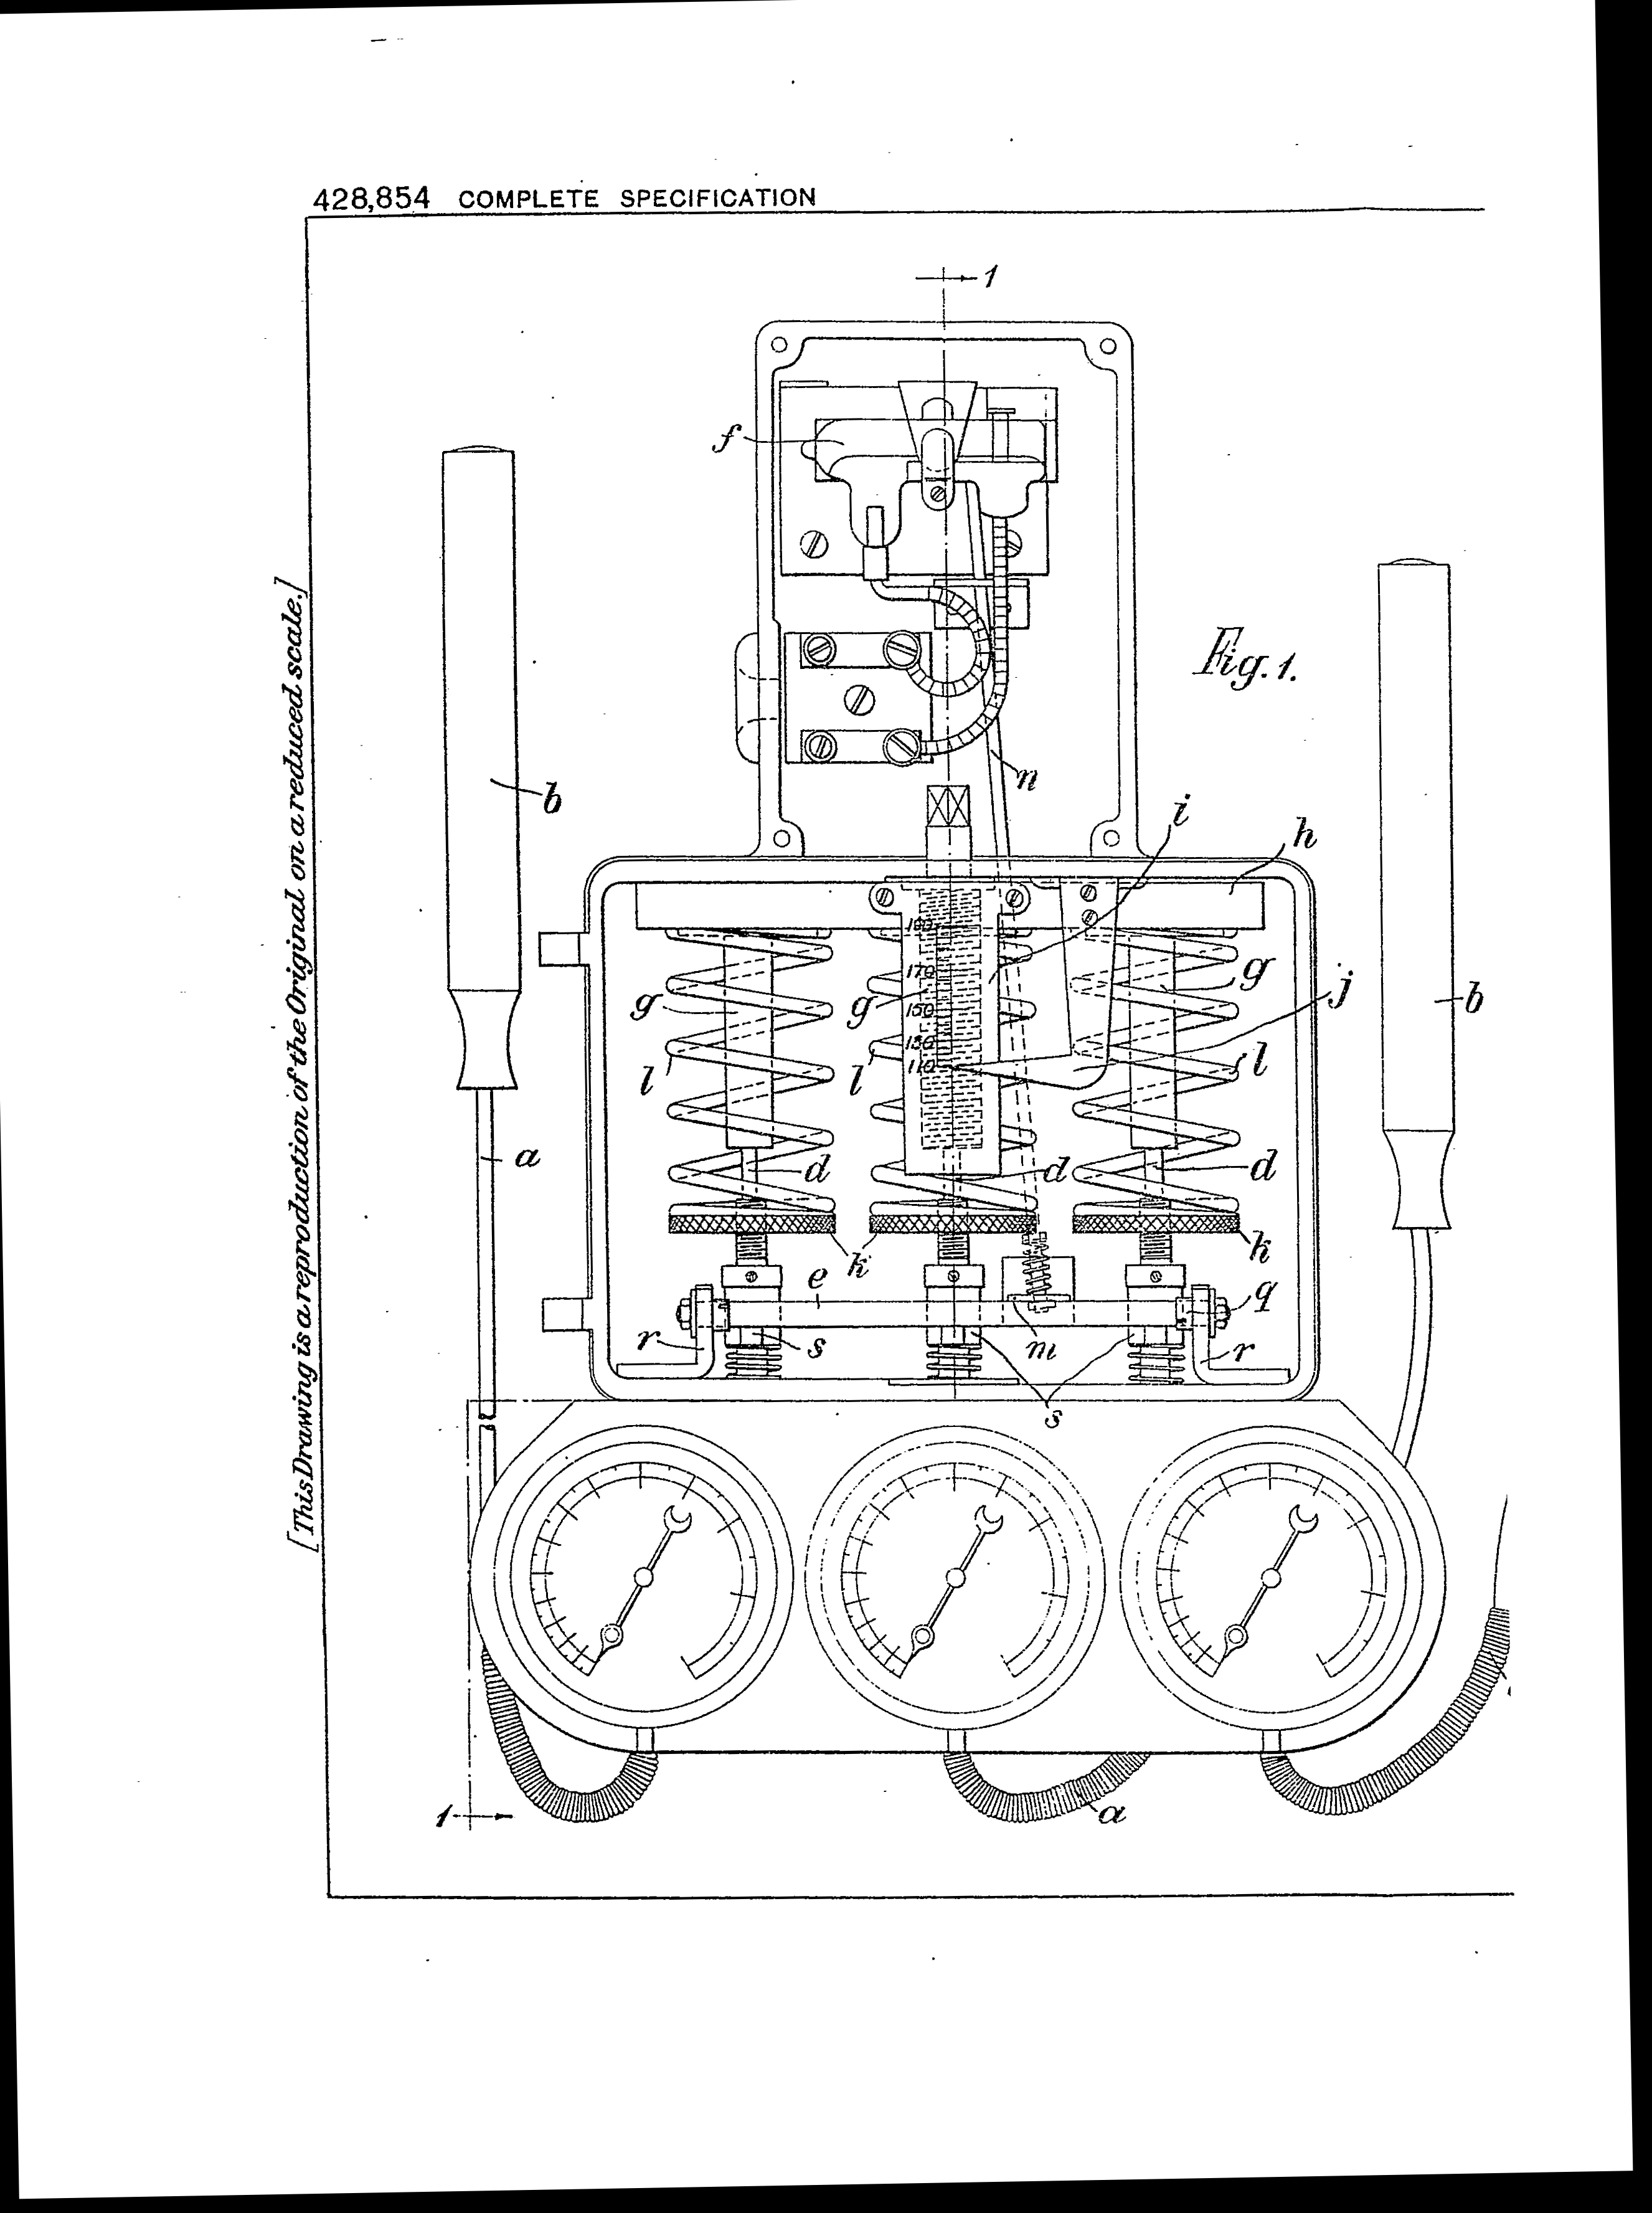 428,854 COMPLETE SPECIFICATION
[This Drawing is a reproduction of the Original on a reduced scale.]
1
f
Fig.1.
b
n
i
h
170
150
130
110
g
g
g
j
b
l
l
l
a
d
d
d
k
k
e
q
r
s
m
r
s
1
a